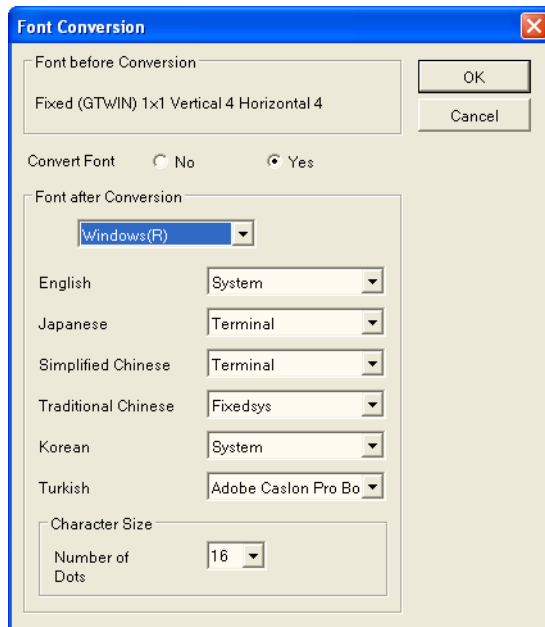 Font Conversion
Font before Conversion
OK
Fixed (GTWIN) 1x1 Vertical 4 Horizontal 4
Cancel
Convert Font No Yes
Font after Conversion
Windows(R)
English System
Japanese Terminal
Simplified Chinese Terminal
Traditional Chinese Fixedsys
Korean System
Turkish Adobe Caslon Pro Bo
Character Size
Number of 16
Dots